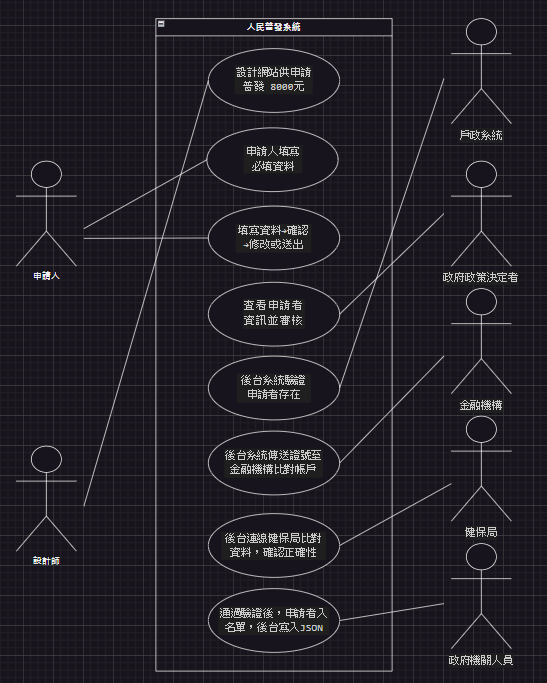 人民普發系統
設計網站供申請
普發 8000元
戶政系統
申請人填寫
必填資料
申請人
填寫資料→確認
→修改或送出
政府政策決定者
查看申請者
資訊並審核
後台系統驗證
申請者存在
金融機構
後台系統傳送證號至
金融機構比對帳戶
健保局
後台連線健保局比對
資料，確認正確性
設計師
通過驗證後，申請者入
名單，後台寫入JSON
政府機關人員